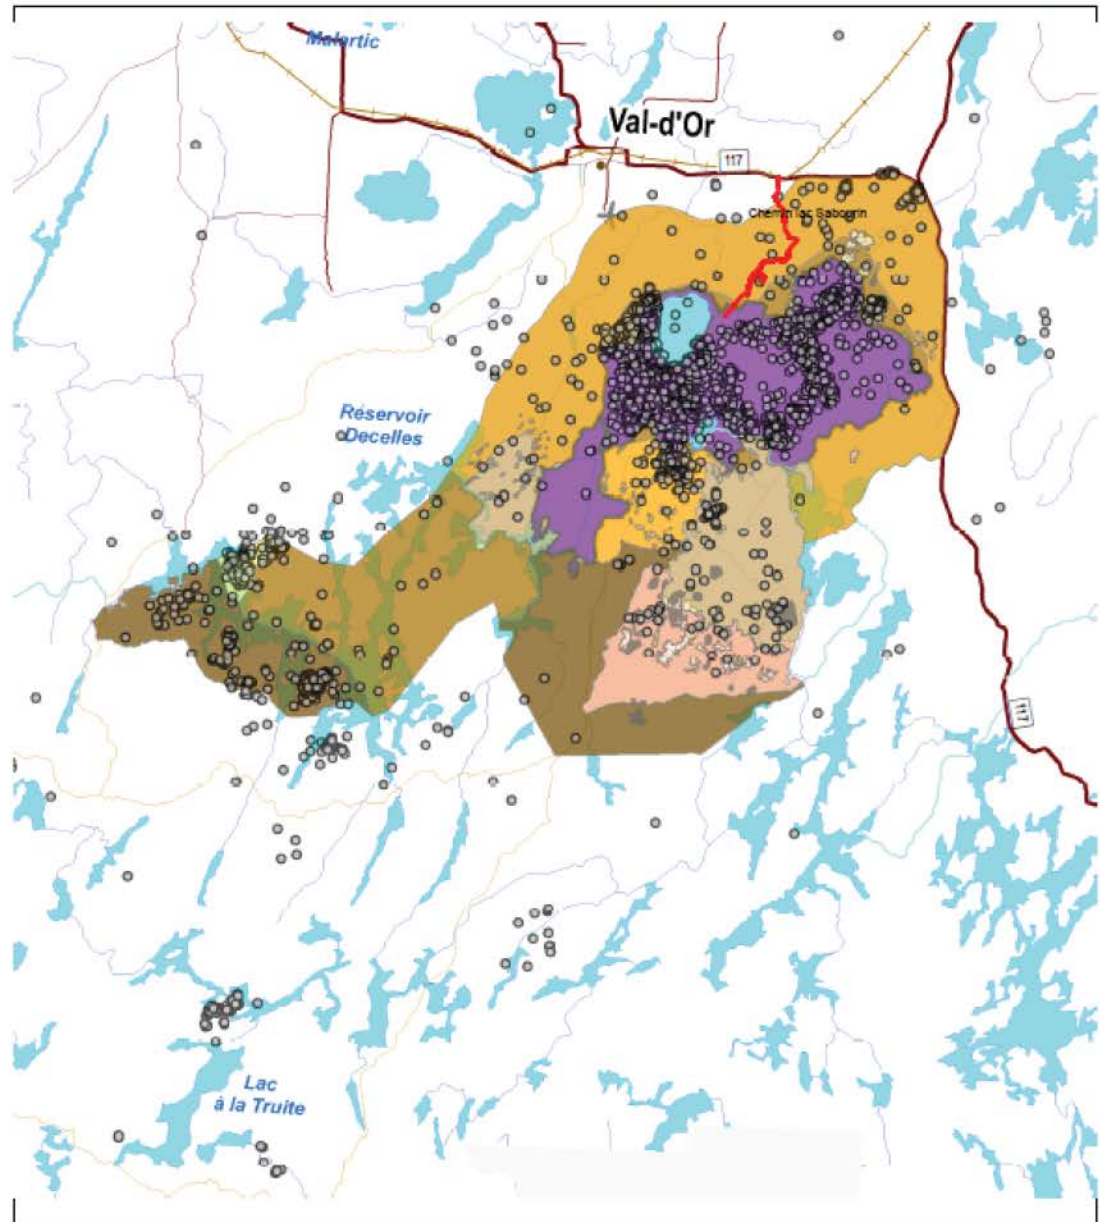 Malartic
Val-d'Or
117
Chemin lac Sabourin
Réservoir
Decelles
117
Lac
à la Truite